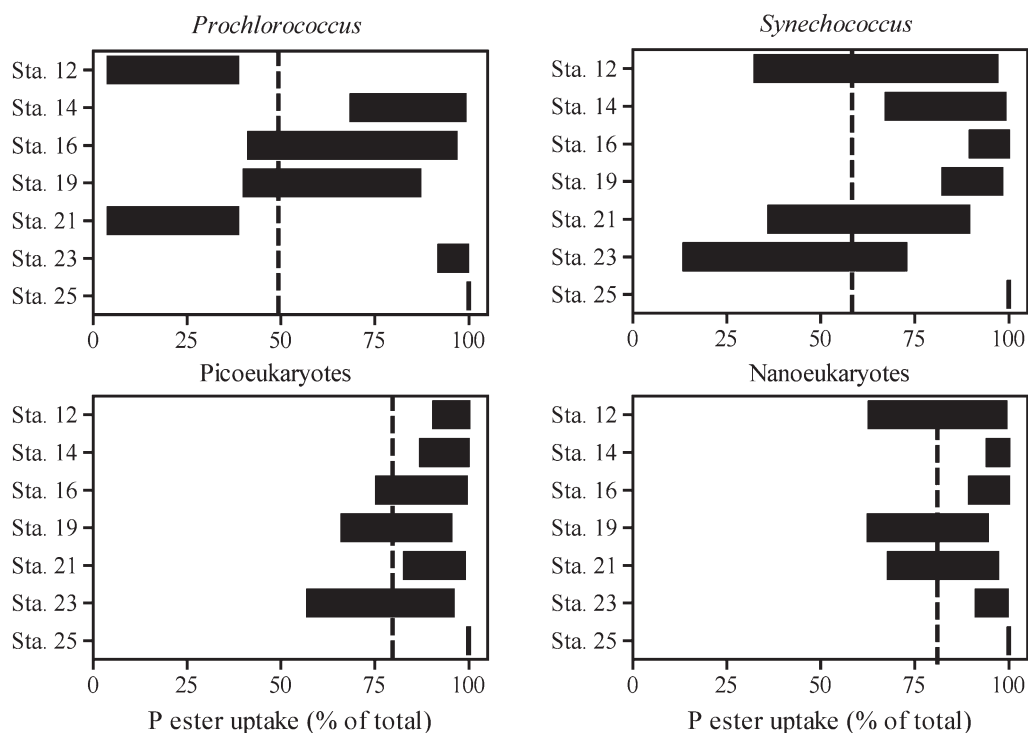 Prochlorococcus
Sta. 12
Sta. 14
Sta. 16
Sta. 19
Sta. 21
Sta. 23
Sta. 25
0 25 50 75 100
Synechococcus
Sta. 12
Sta. 14
Sta. 16
Sta. 19
Sta. 21
Sta. 23
Sta. 25
0 25 50 75 100
Picoeukaryotes
Sta. 12
Sta. 14
Sta. 16
Sta. 19
Sta. 21
Sta. 23
Sta. 25
0 25 50 75 100
P ester uptake (% of total)
Nanoeukaryotes
Sta. 12
Sta. 14
Sta. 16
Sta. 19
Sta. 21
Sta. 23
Sta. 25
0 25 50 75 100
P ester uptake (% of total)